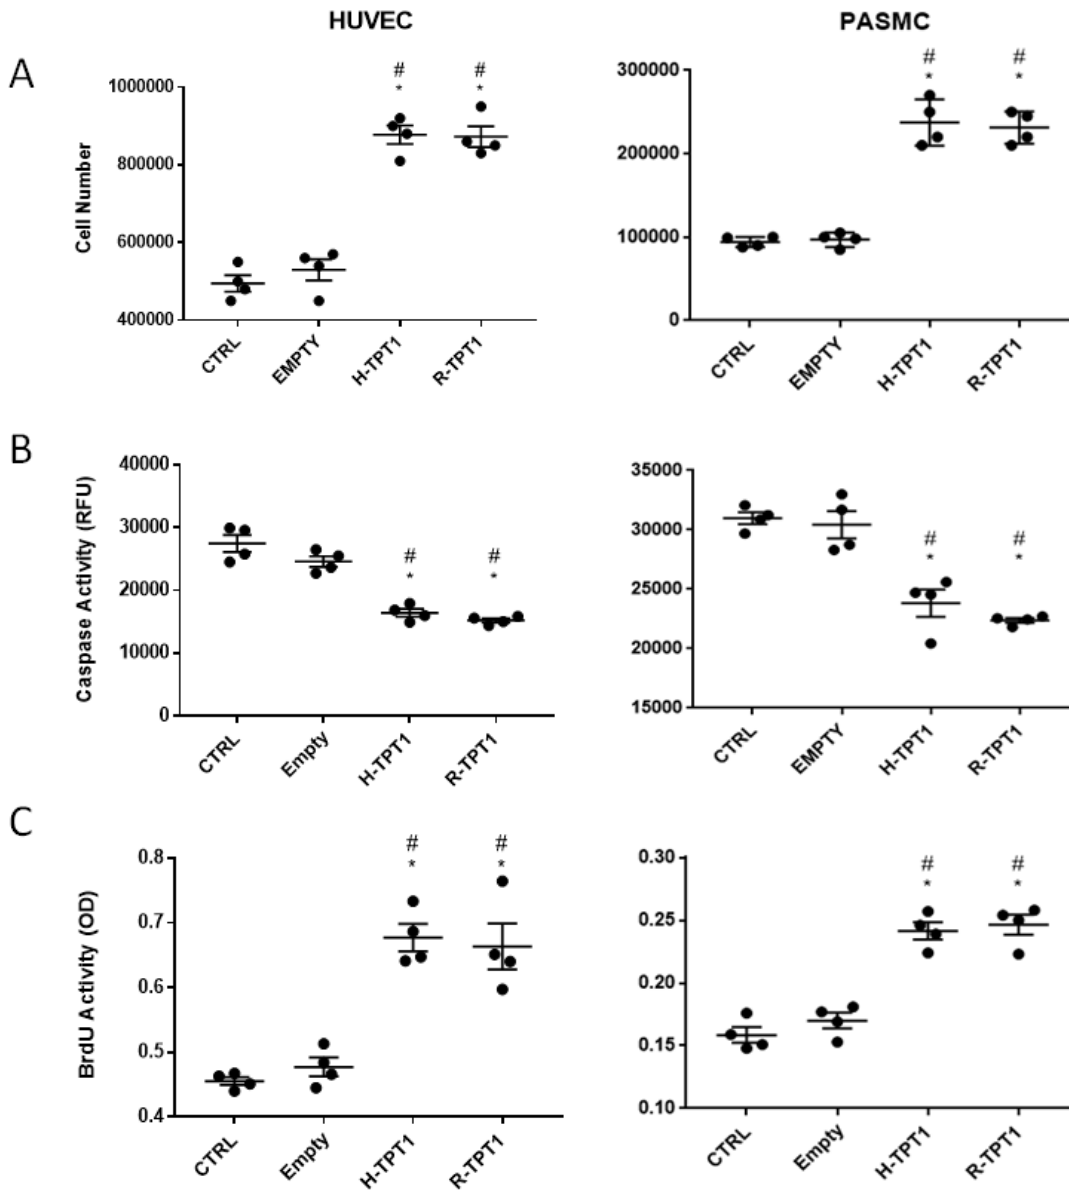 HUVEC
PASMC
A
Cell Number
1000000
800000
600000
400000
# #
* *
CTRL EMPTY H-TPT1 R-TPT1
300000
200000
100000
0
# #
* *
CTRL EMPTY H-TPT1 R-TPT1
B
Caspase Activity (RFU)
40000
30000
20000
10000
0
# #
* *
CTRL Empty H-TPT1 R-TPT1
35000
30000
25000
20000
15000
# #
* *
CTRL EMPTY H-TPT1 R-TPT1
C
BrdU Activity (OD)
0.8
0.7
0.6
0.5
0.4
# #
* *
CTRL Empty H-TPT1 R-TPT1
0.30
0.25
0.20
0.15
0.10
# #
* *
CTRL Empty H-TPT1 R-TPT1